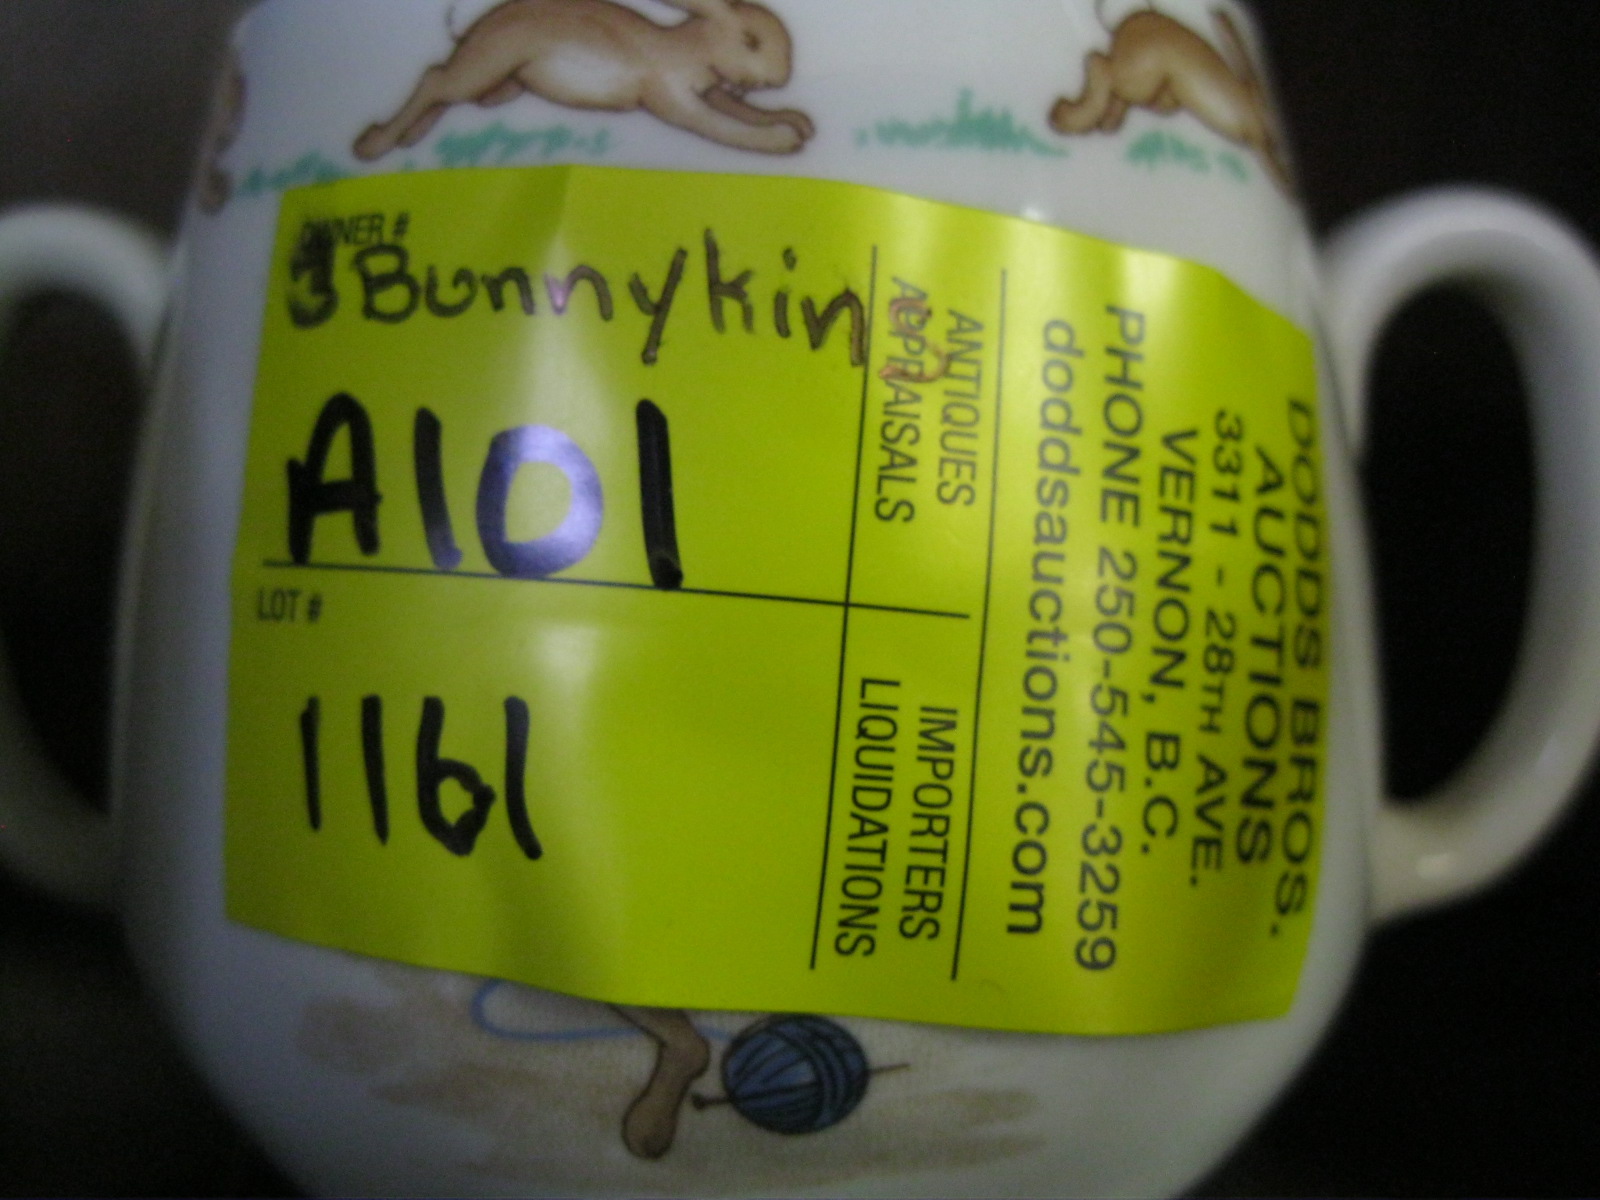 OWNER #
3 Bunnykins
A101
LOT #
1161
ANTIQUES
APPRAISALS
IMPORTERS
LIQUIDATIONS
DODDS BROS.
AUCTIONS
3311 - 28TH AVE.
VERNON, B.C.
PHONE 250-545-3259
doddsauctions.com